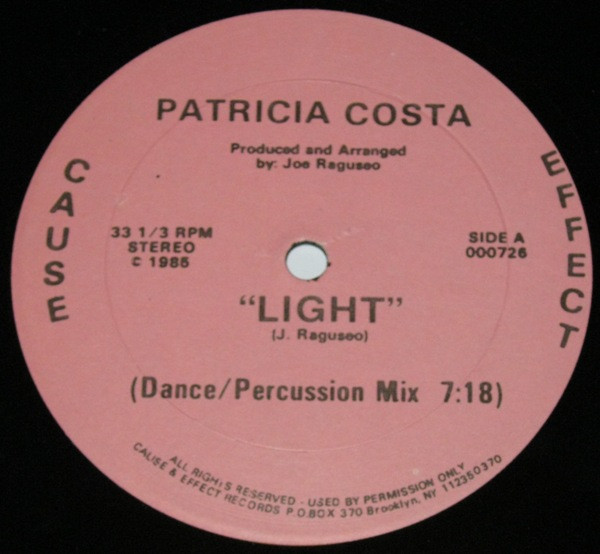 PATRICIA COSTA
Produced and Arranged
by: Joe Raguseo
CAUSE
EFFECT
33 1/3 RPM
STEREO
© 1985
SIDE A
000726
"LIGHT"
(J. Raguseo)
(Dance/Percussion Mix 7:18)
ALL RIGHTS RESERVED - USED BY PERMISSION ONLY
CAUSE & EFFECT RECORDS P.O.BOX 370 Brooklyn, NY 112350370